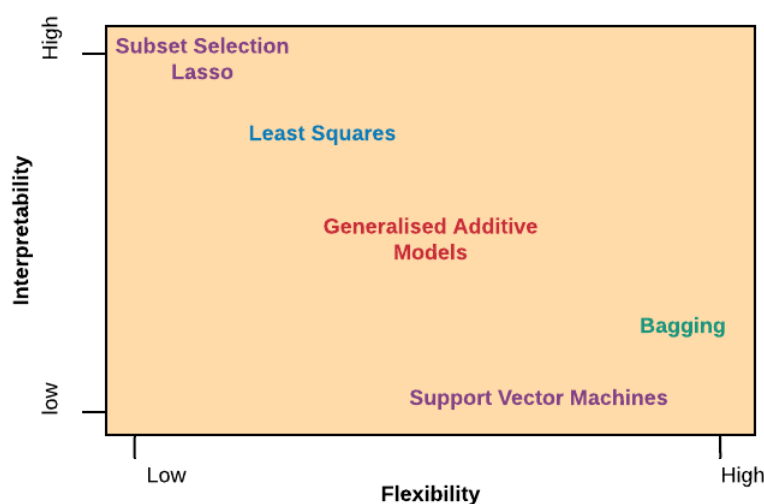 High
Subset Selection
Lasso
Least Squares
Interpretability
Generalised Additive
Models
Bagging
low
Support Vector Machines
Low
High
Flexibility